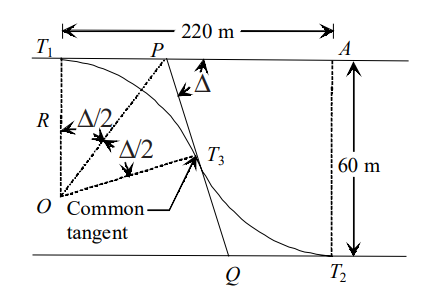 220 m
T₁
P
A
Δ
R
Δ/2
Δ/2
T₃
60 m
O
Common
tangent
Q
T₂